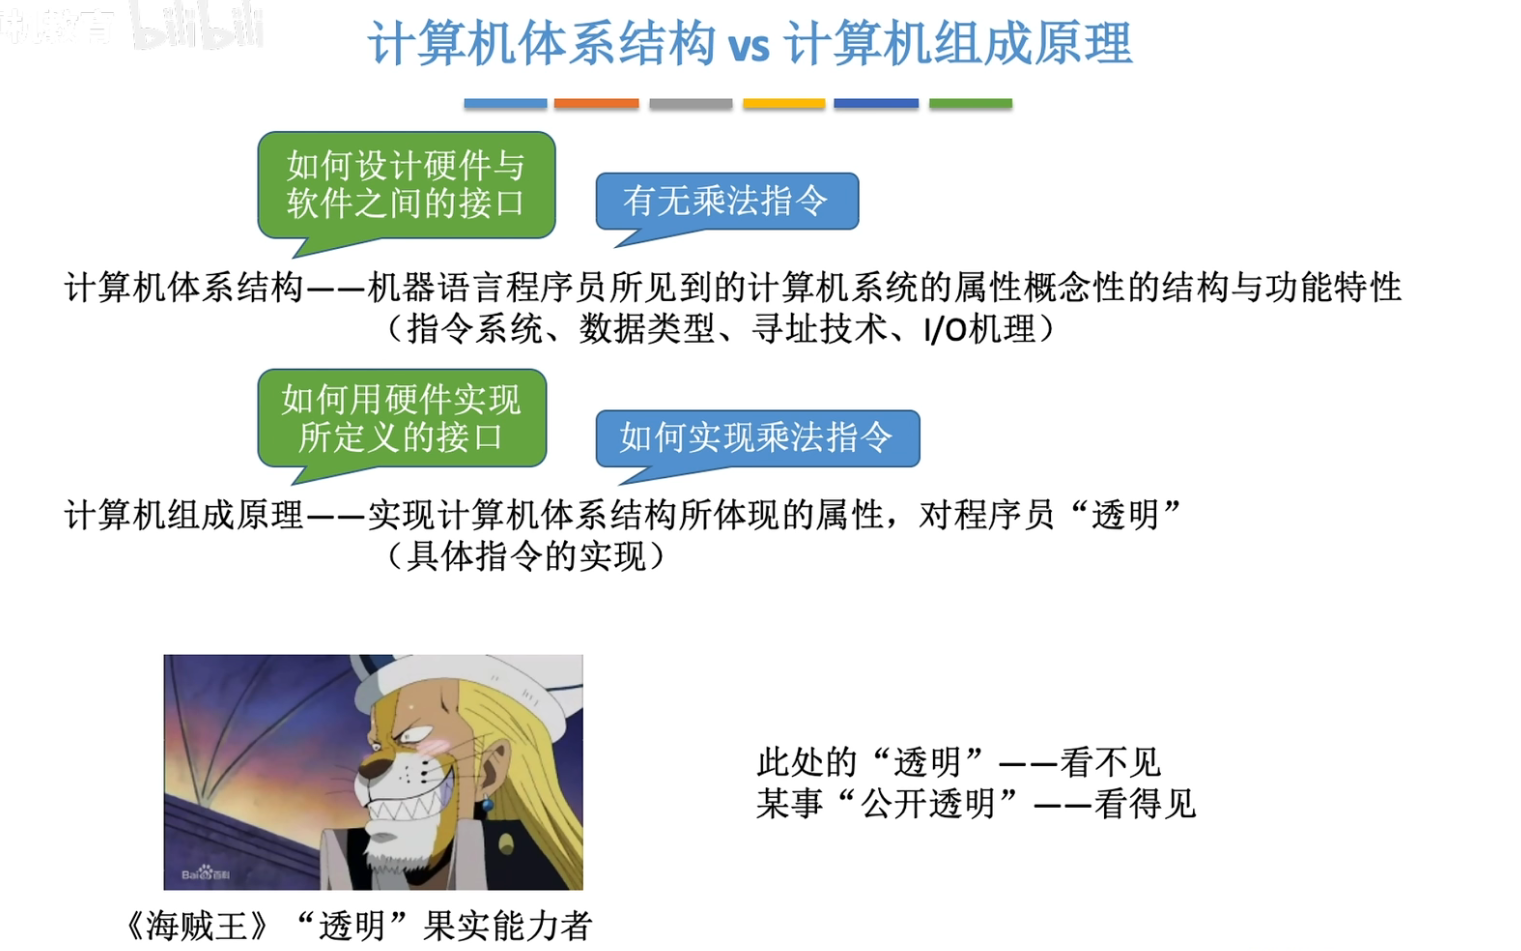 机教育 bilibili
计算机体系结构 vs 计算机组成原理
如何设计硬件与
软件之间的接口
有无乘法指令
计算机体系结构——机器语言程序员所见到的计算机系统的属性概念性的结构与功能特性
（指令系统、数据类型、寻址技术、I/O机理）
如何用硬件实现
所定义的接口
如何实现乘法指令
计算机组成原理——实现计算机体系结构所体现的属性，对程序员“透明”
（具体指令的实现）
此处的“透明”——看不见
某事“公开透明”——看得见
Bai百科
《海贼王》“透明”果实能力者